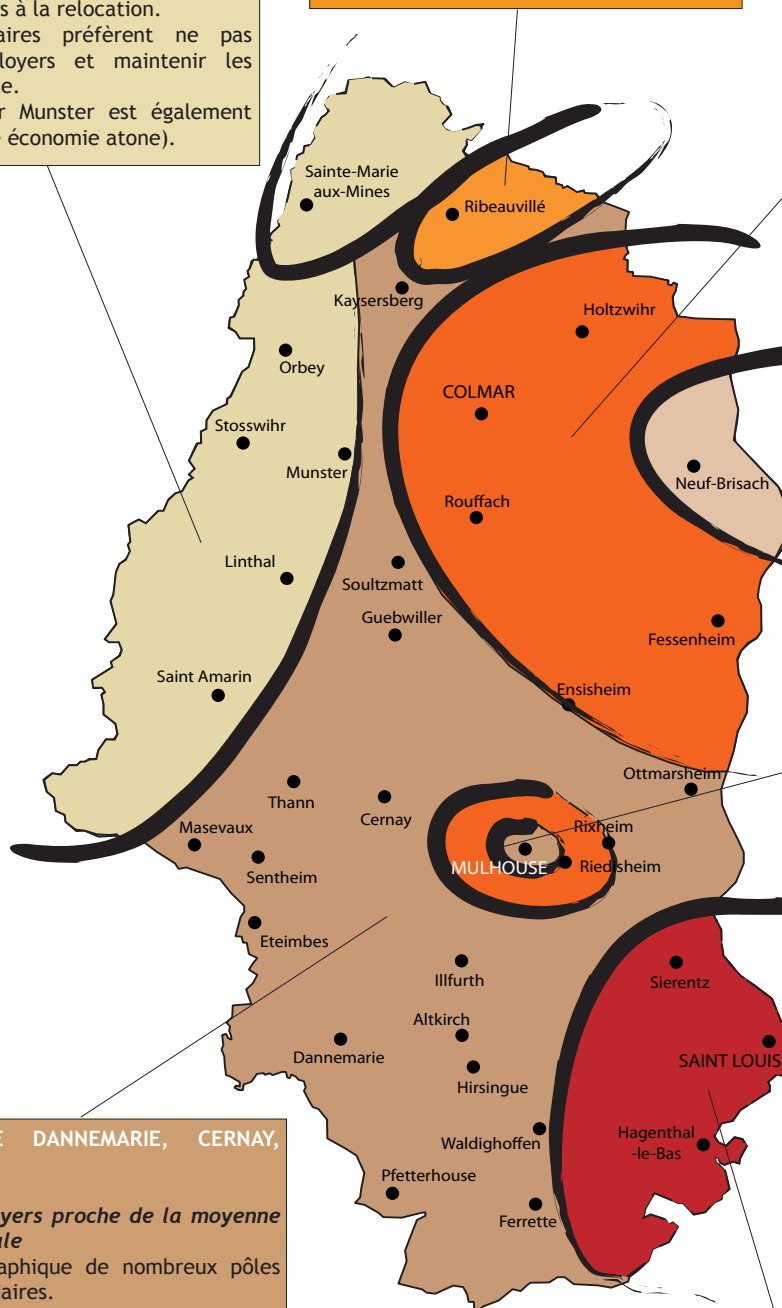 rs à la relocation.
aires préfèrent ne pas
loyers et maintenir les
e.
r Munster est également
économie atone).
Sainte-Marie
aux-Mines
Ribeauvillé
Kaysersberg
Holtzwihr
Orbey
COLMAR
Stosswihr
Munster
Neuf-Brisach
Rouffach
Linthal
Soultzmatt
Guebwiller
Fessenheim
Saint Amarin
Ensisheim
Ottmarsheim
Thann
Cernay
Masevaux
Rixheim
MULHOUSE
Riedisheim
Sentheim
Eteimbes
Illfurth
Sierentz
Altkirch
Dannemarie
SAINT LOUIS
Hirsingue
Waldighoffen
Hagenthal
-le-Bas
Pfetterhouse
Ferrette
E DANNEMARIE, CERNAY,
yers proche de la moyenne
ale
aphique de nombreux pôles
laires.